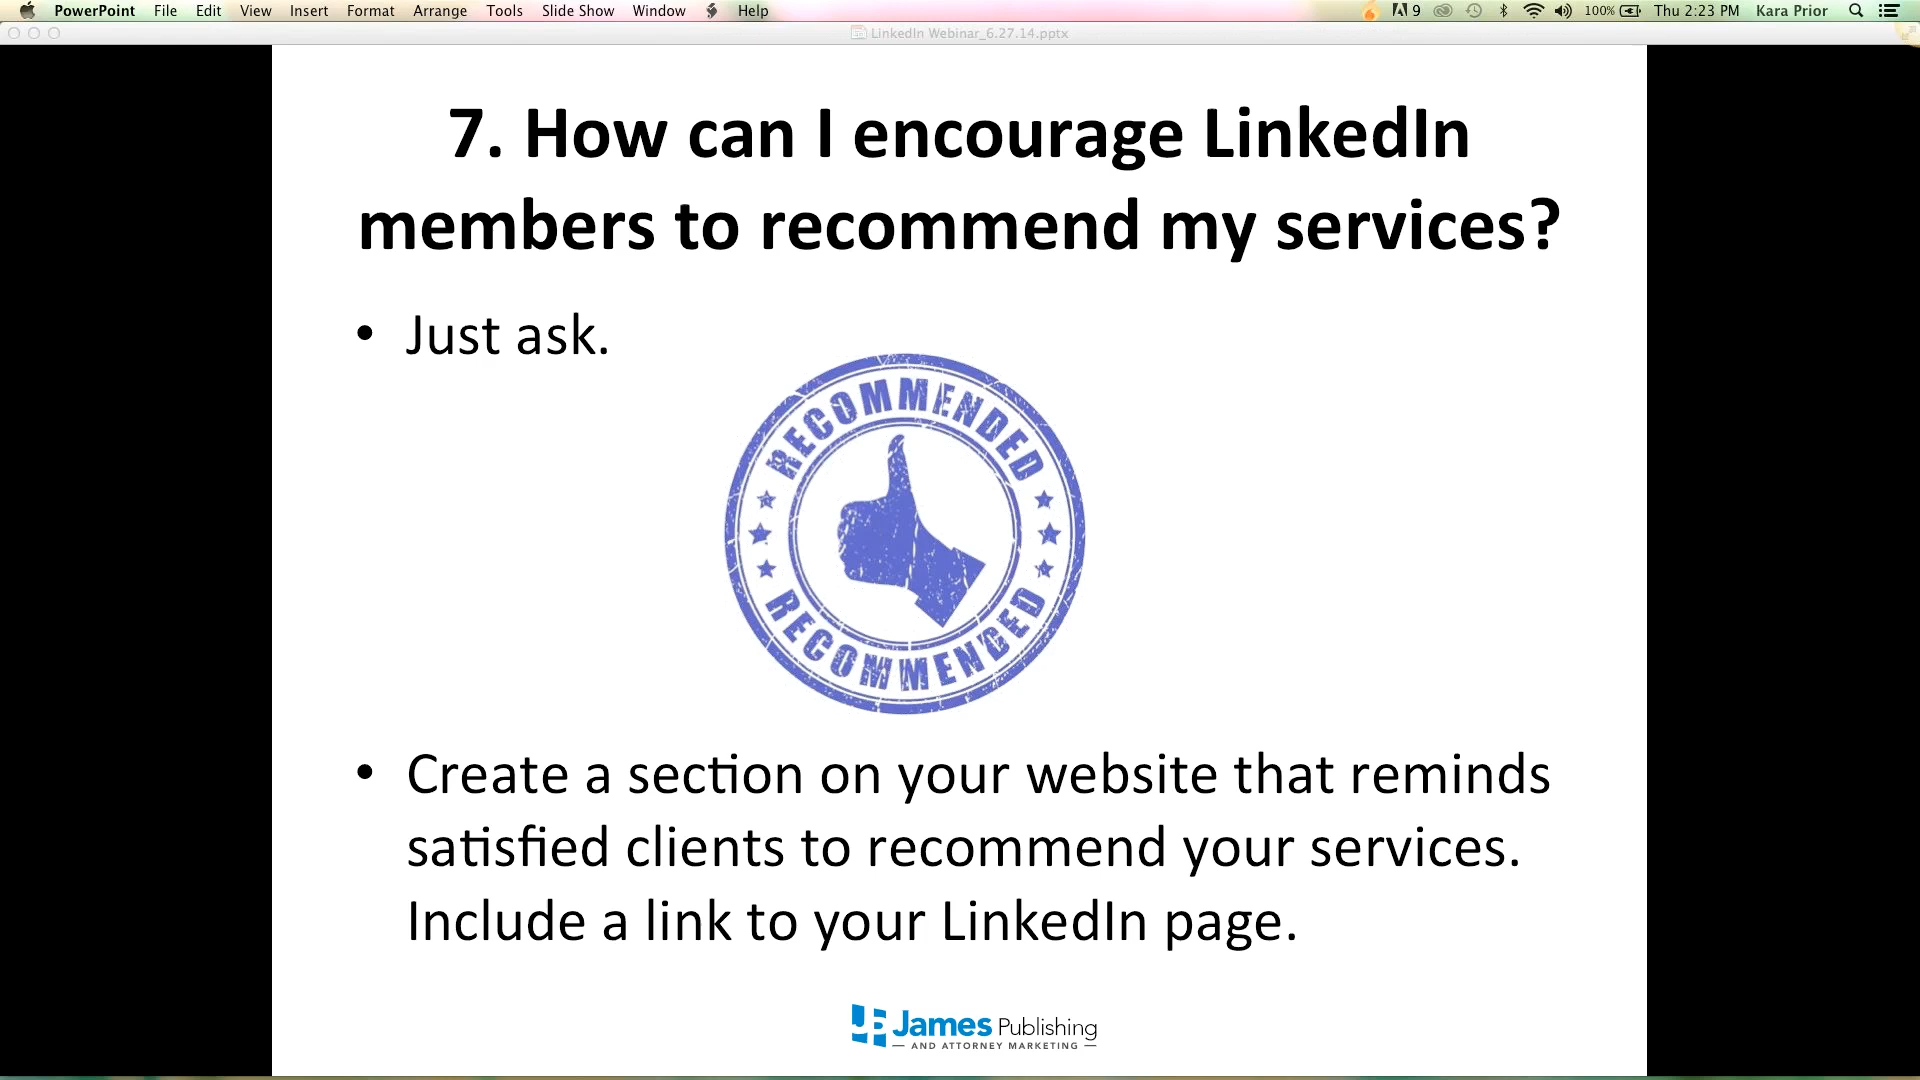 PowerPoint File Edit View Insert Format Arrange Tools Slide Show Window Help 9 100% Thu 2:23 PM Kara Prior
LinkedIn Webinar_6.27.14.pptx
7. How can I encourage LinkedIn
members to recommend my services?
• Just ask.
RECOMMENDED
RECOMMENDED
• Create a section on your website that reminds
satisfied clients to recommend your services.
Include a link to your LinkedIn page.
James Publishing
— AND ATTORNEY MARKETING —